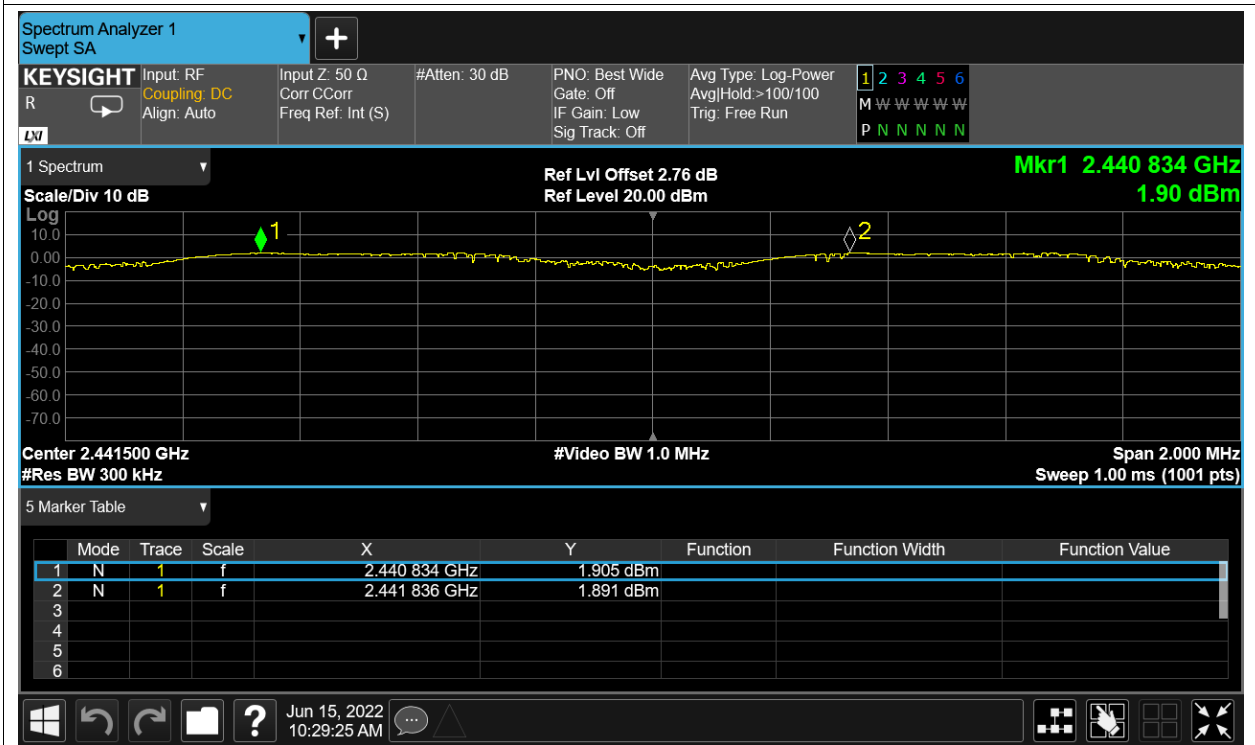 Spectrum Analyzer 1
Swept SA
+
KEYSIGHT Input: RF Input Z: 50 Ω #Atten: 30 dB PNO: Best Wide Avg Type: Log-Power 1 2 3 4 5 6
R Coupling: DC Corr CCorr Gate: Off Avg|Hold:>100/100 M W W W W W
Align: Auto Freq Ref: Int (S) IF Gain: Low Trig: Free Run
LXI Sig Track: Off P N N N N N
1 Spectrum Ref Lvl Offset 2.76 dB Mkr1 2.440 834 GHz
Scale/Div 10 dB Ref Level 20.00 dBm 1.90 dBm
Log
1 2
10.0
0.00
-10.0
-20.0
-30.0
-40.0
-50.0
-60.0
-70.0
Center 2.441500 GHz #Video BW 1.0 MHz Span 2.000 MHz
#Res BW 300 kHz Sweep 1.00 ms (1001 pts)
5 Marker Table
Mode Trace Scale X Y Function Function Width Function Value
1 N 1 f 2.440 834 GHz 1.905 dBm
2 N 1 f 2.441 836 GHz 1.891 dBm
3
4
5
6
? Jun 15, 2022
10:29:25 AM